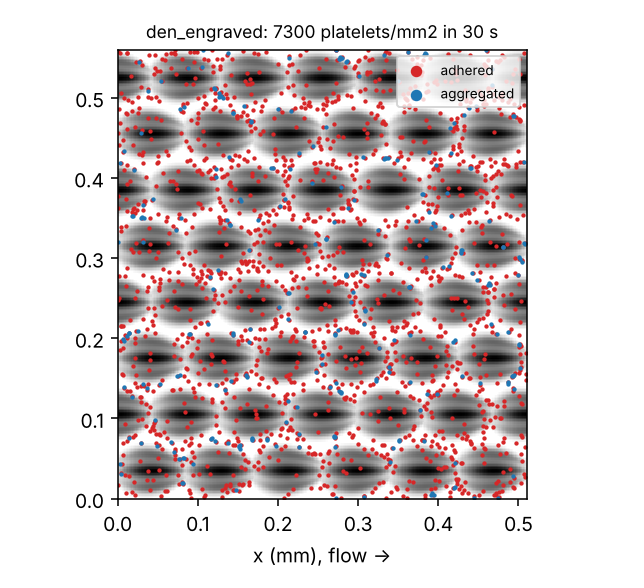 den_engraved: 7300 platelets/mm2 in 30 s
adhered
aggregated
0.5
0.4
0.3
0.2
0.1
0.0
0.0 0.1 0.2 0.3 0.4 0.5
x (mm), flow →